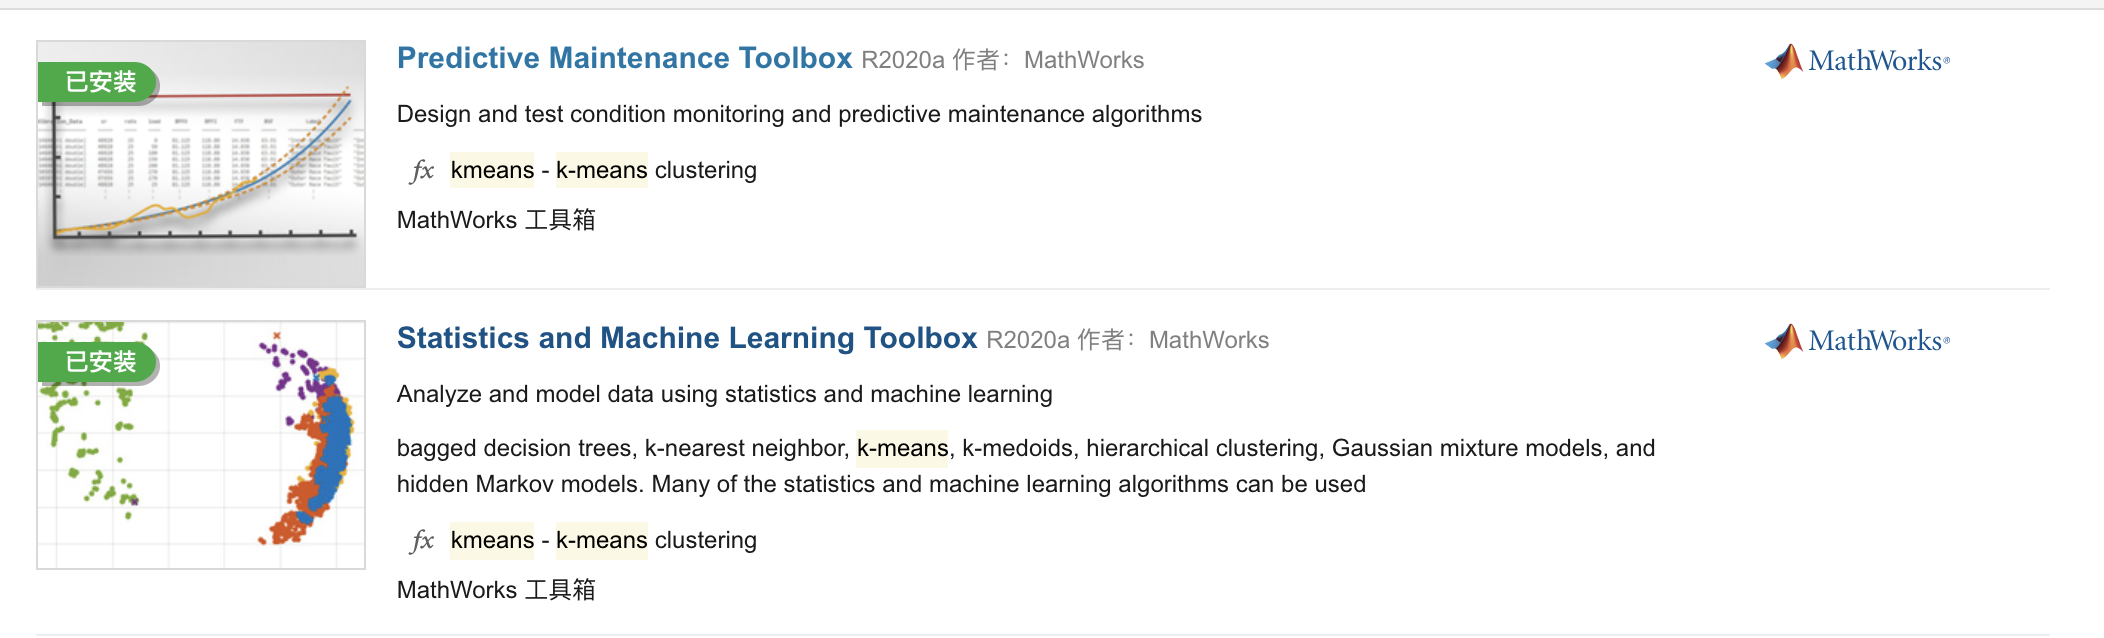 已安装
Predictive Maintenance Toolbox R2020a 作者: MathWorks
MathWorks®
Design and test condition monitoring and predictive maintenance algorithms
fx kmeans - k-means clustering
MathWorks 工具箱
已安装
Statistics and Machine Learning Toolbox R2020a 作者: MathWorks
MathWorks®
Analyze and model data using statistics and machine learning
bagged decision trees, k-nearest neighbor, k-means, k-medoids, hierarchical clustering, Gaussian mixture models, and
hidden Markov models. Many of the statistics and machine learning algorithms can be used
fx kmeans - k-means clustering
MathWorks 工具箱